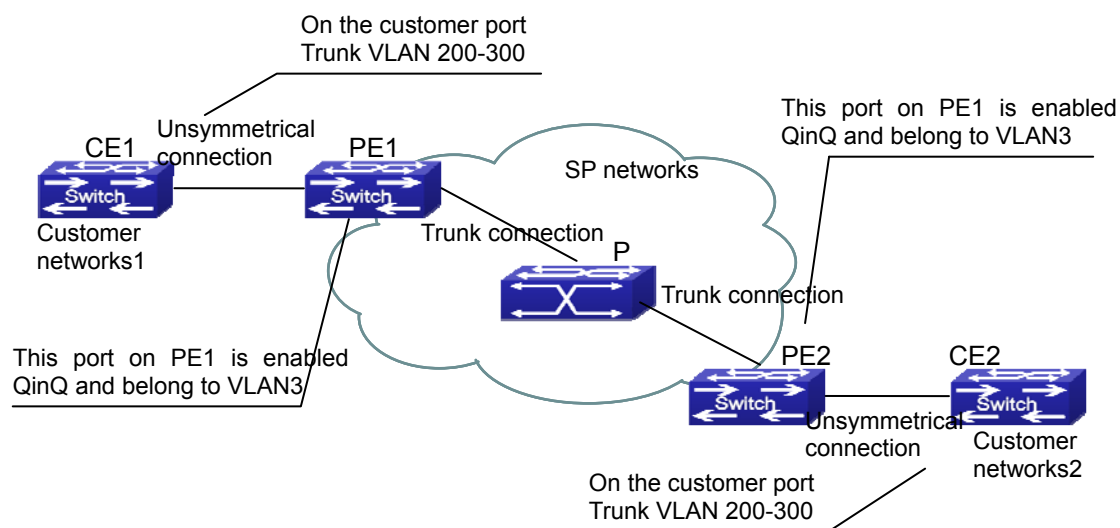 On the customer port
Trunk VLAN 200-300
This port on PE1 is enabled
QinQ and belong to VLAN3
Unsymmetrical
connection
CE1
PE1
SP networks
Switch
Switch
Customer
networks1
Trunk connection
P
Trunk connection
This port on PE1 is enabled
QinQ and belong to VLAN3
PE2
CE2
Switch
Switch
Unsymmetrical
connection
Customer
networks2
On the customer port
Trunk VLAN 200-300